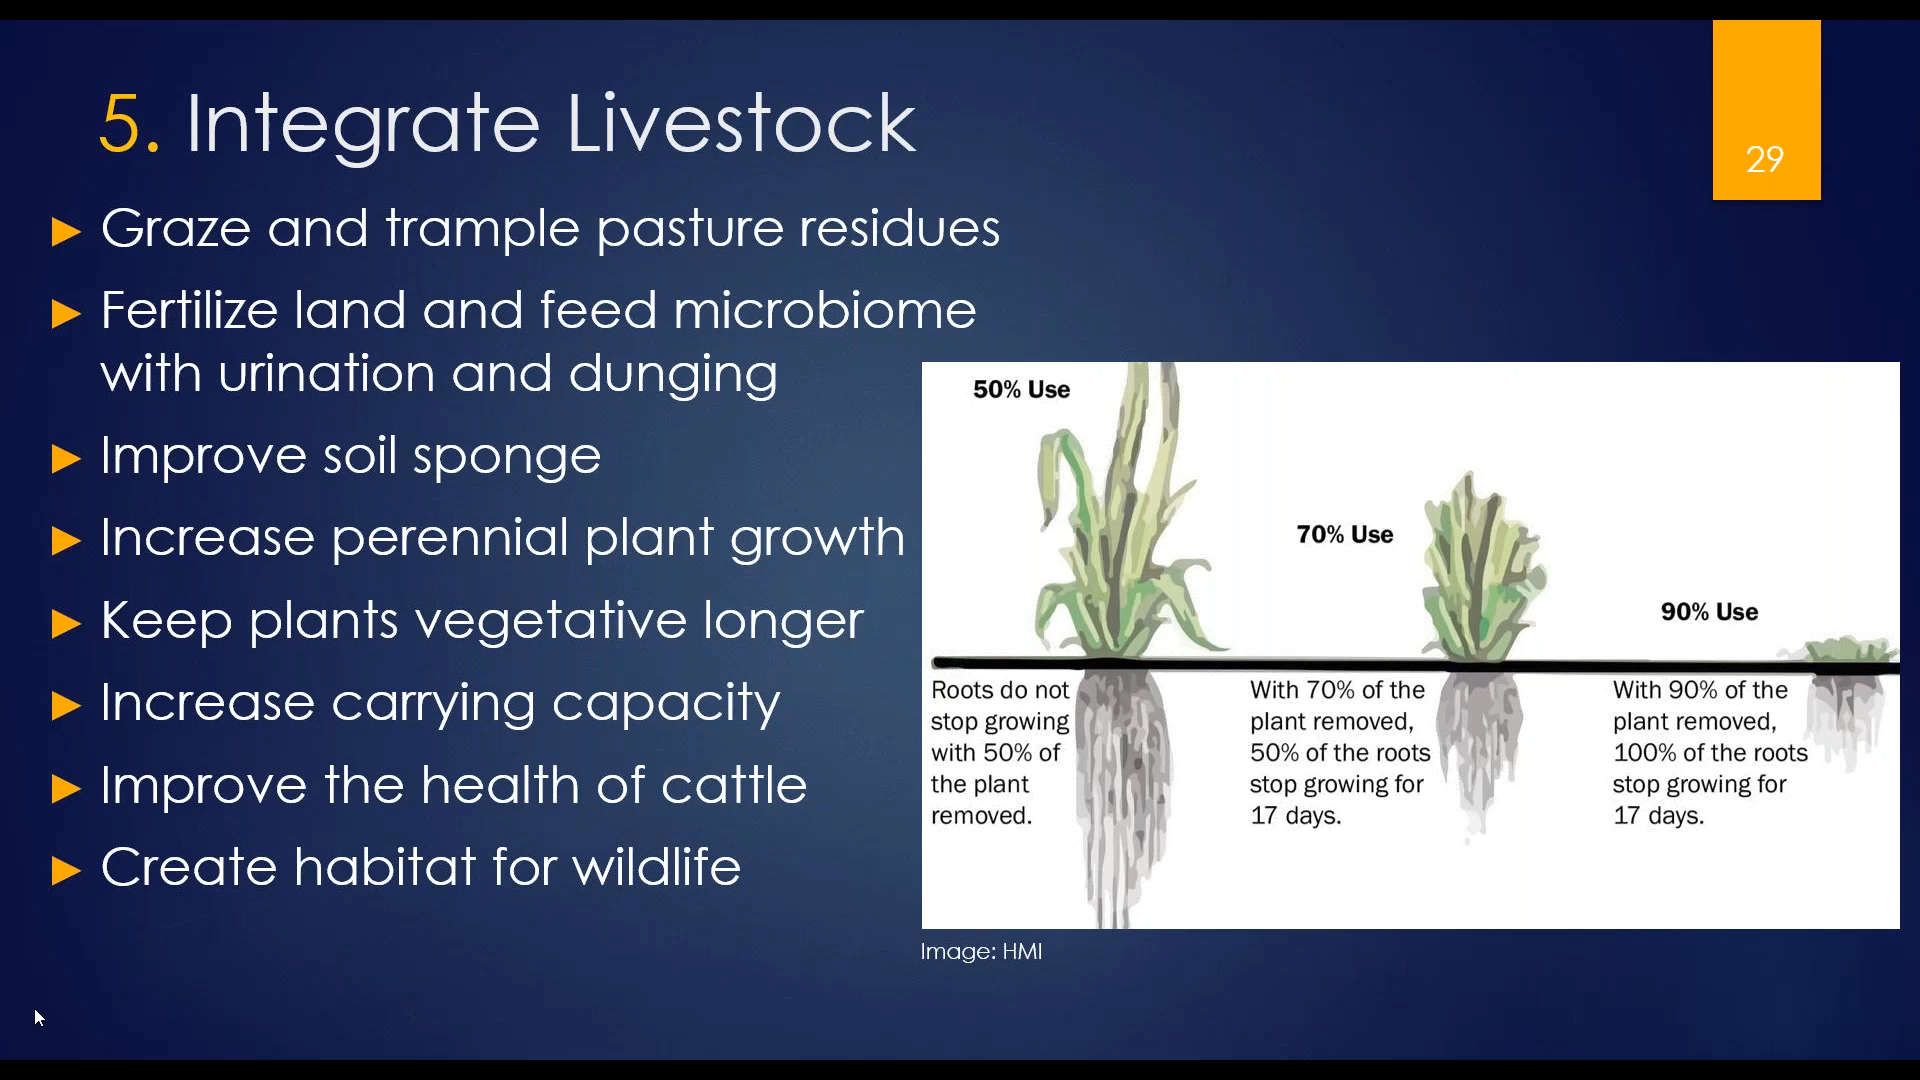 5. Integrate Livestock
29
Graze and trample pasture residues
Fertilize land and feed microbiome
with urination and dunging
Improve soil sponge
Increase perennial plant growth
Keep plants vegetative longer
Increase carrying capacity
Improve the health of cattle
Create habitat for wildlife
50% Use
Roots do not
stop growing
with 50% of
the plant
removed.
70% Use
With 70% of the
plant removed,
50% of the roots
stop growing for
17 days.
90% Use
With 90% of the
plant removed,
100% of the roots
stop growing for
17 days.
Image: HMI